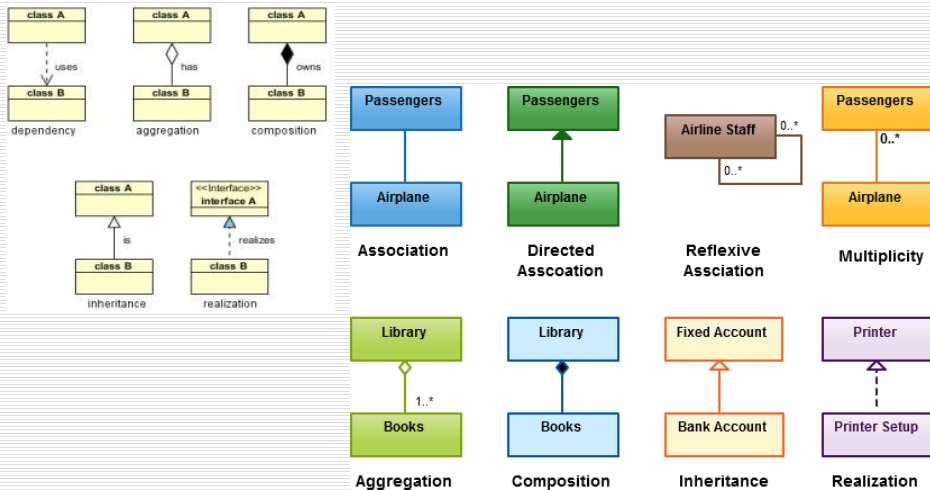 class A
uses
class B
dependency
class A
has
class B
aggregation
class A
owns
class B
composition
class A
is
class B
inheritance
<<Interface>>
interface A
realizes
class B
realization
Passengers
Airplane
Association
Passengers
Airplane
Directed
Asscoation
Airline Staff
0..*
0..*
Reflexive
Assciation
Passengers
0..*
Airplane
Multiplicity
Library
1..*
Books
Aggregation
Library
Books
Composition
Fixed Account
Bank Account
Inheritance
Printer
Printer Setup
Realization